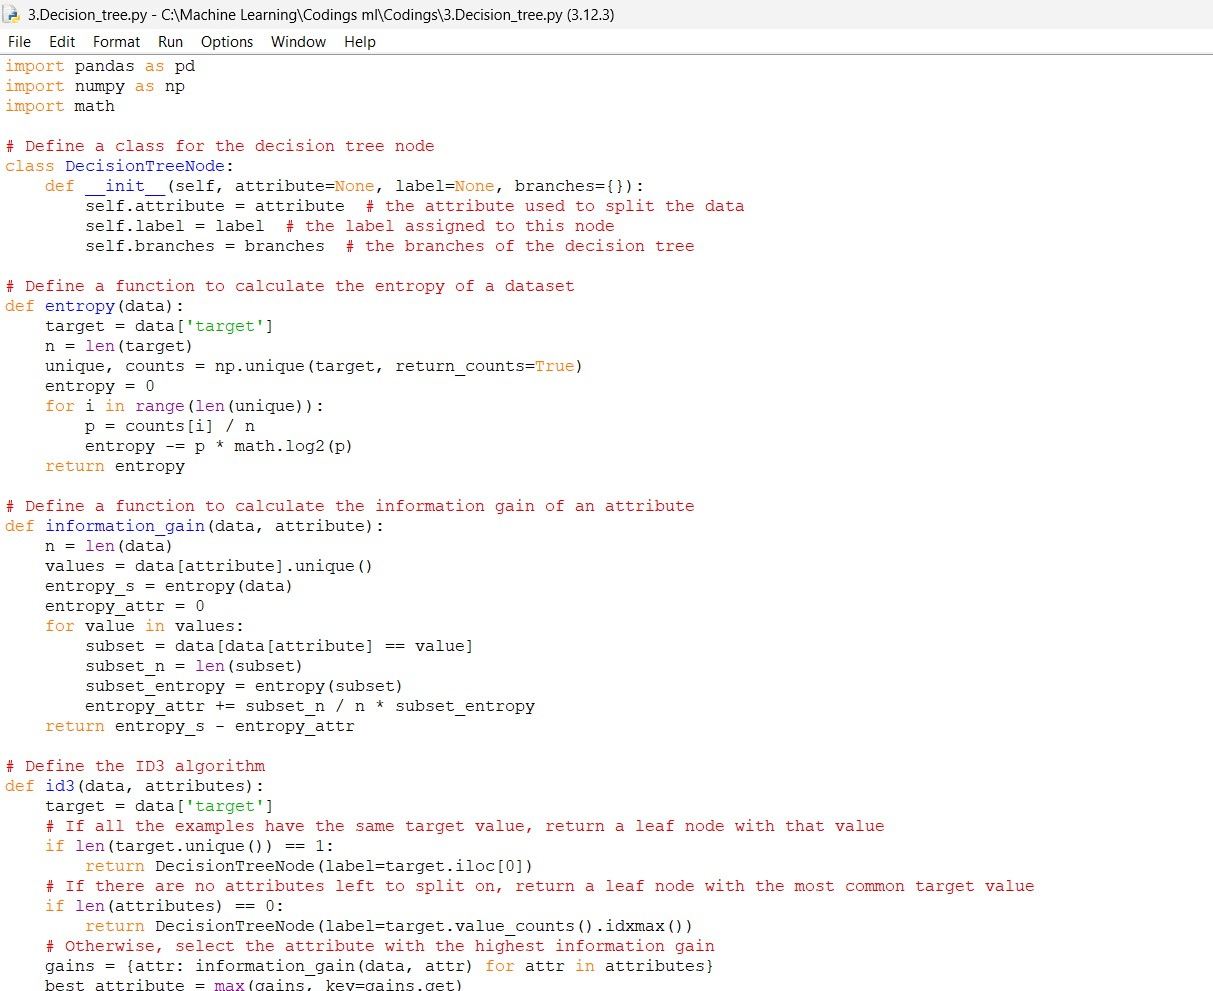 3.Decision_tree.py - C:\Machine Learning\Codings ml\Codings\3.Decision_tree.py (3.12.3)
File Edit Format Run Options Window Help
import pandas as pd
import numpy as np
import math

# Define a class for the decision tree node
class DecisionTreeNode:
    def __init__(self, attribute=None, label=None, branches={}):
        self.attribute = attribute  # the attribute used to split the data
        self.label = label  # the label assigned to this node
        self.branches = branches  # the branches of the decision tree

# Define a function to calculate the entropy of a dataset
def entropy(data):
    target = data['target']
    n = len(target)
    unique, counts = np.unique(target, return_counts=True)
    entropy = 0
    for i in range(len(unique)):
        p = counts[i] / n
        entropy -= p * math.log2(p)
    return entropy

# Define a function to calculate the information gain of an attribute
def information_gain(data, attribute):
    n = len(data)
    values = data[attribute].unique()
    entropy_s = entropy(data)
    entropy_attr = 0
    for value in values:
        subset = data[data[attribute] == value]
        subset_n = len(subset)
        subset_entropy = entropy(subset)
        entropy_attr += subset_n / n * subset_entropy
    return entropy_s - entropy_attr

# Define the ID3 algorithm
def id3(data, attributes):
    target = data['target']
    # If all the examples have the same target value, return a leaf node with that value
    if len(target.unique()) == 1:
        return DecisionTreeNode(label=target.iloc[0])
    # If there are no attributes left to split on, return a leaf node with the most common target value
    if len(attributes) == 0:
        return DecisionTreeNode(label=target.value_counts().idxmax())
    # Otherwise, select the attribute with the highest information gain
    gains = {attr: information_gain(data, attr) for attr in attributes}
    best_attribute = max(gains, key=gains.get)